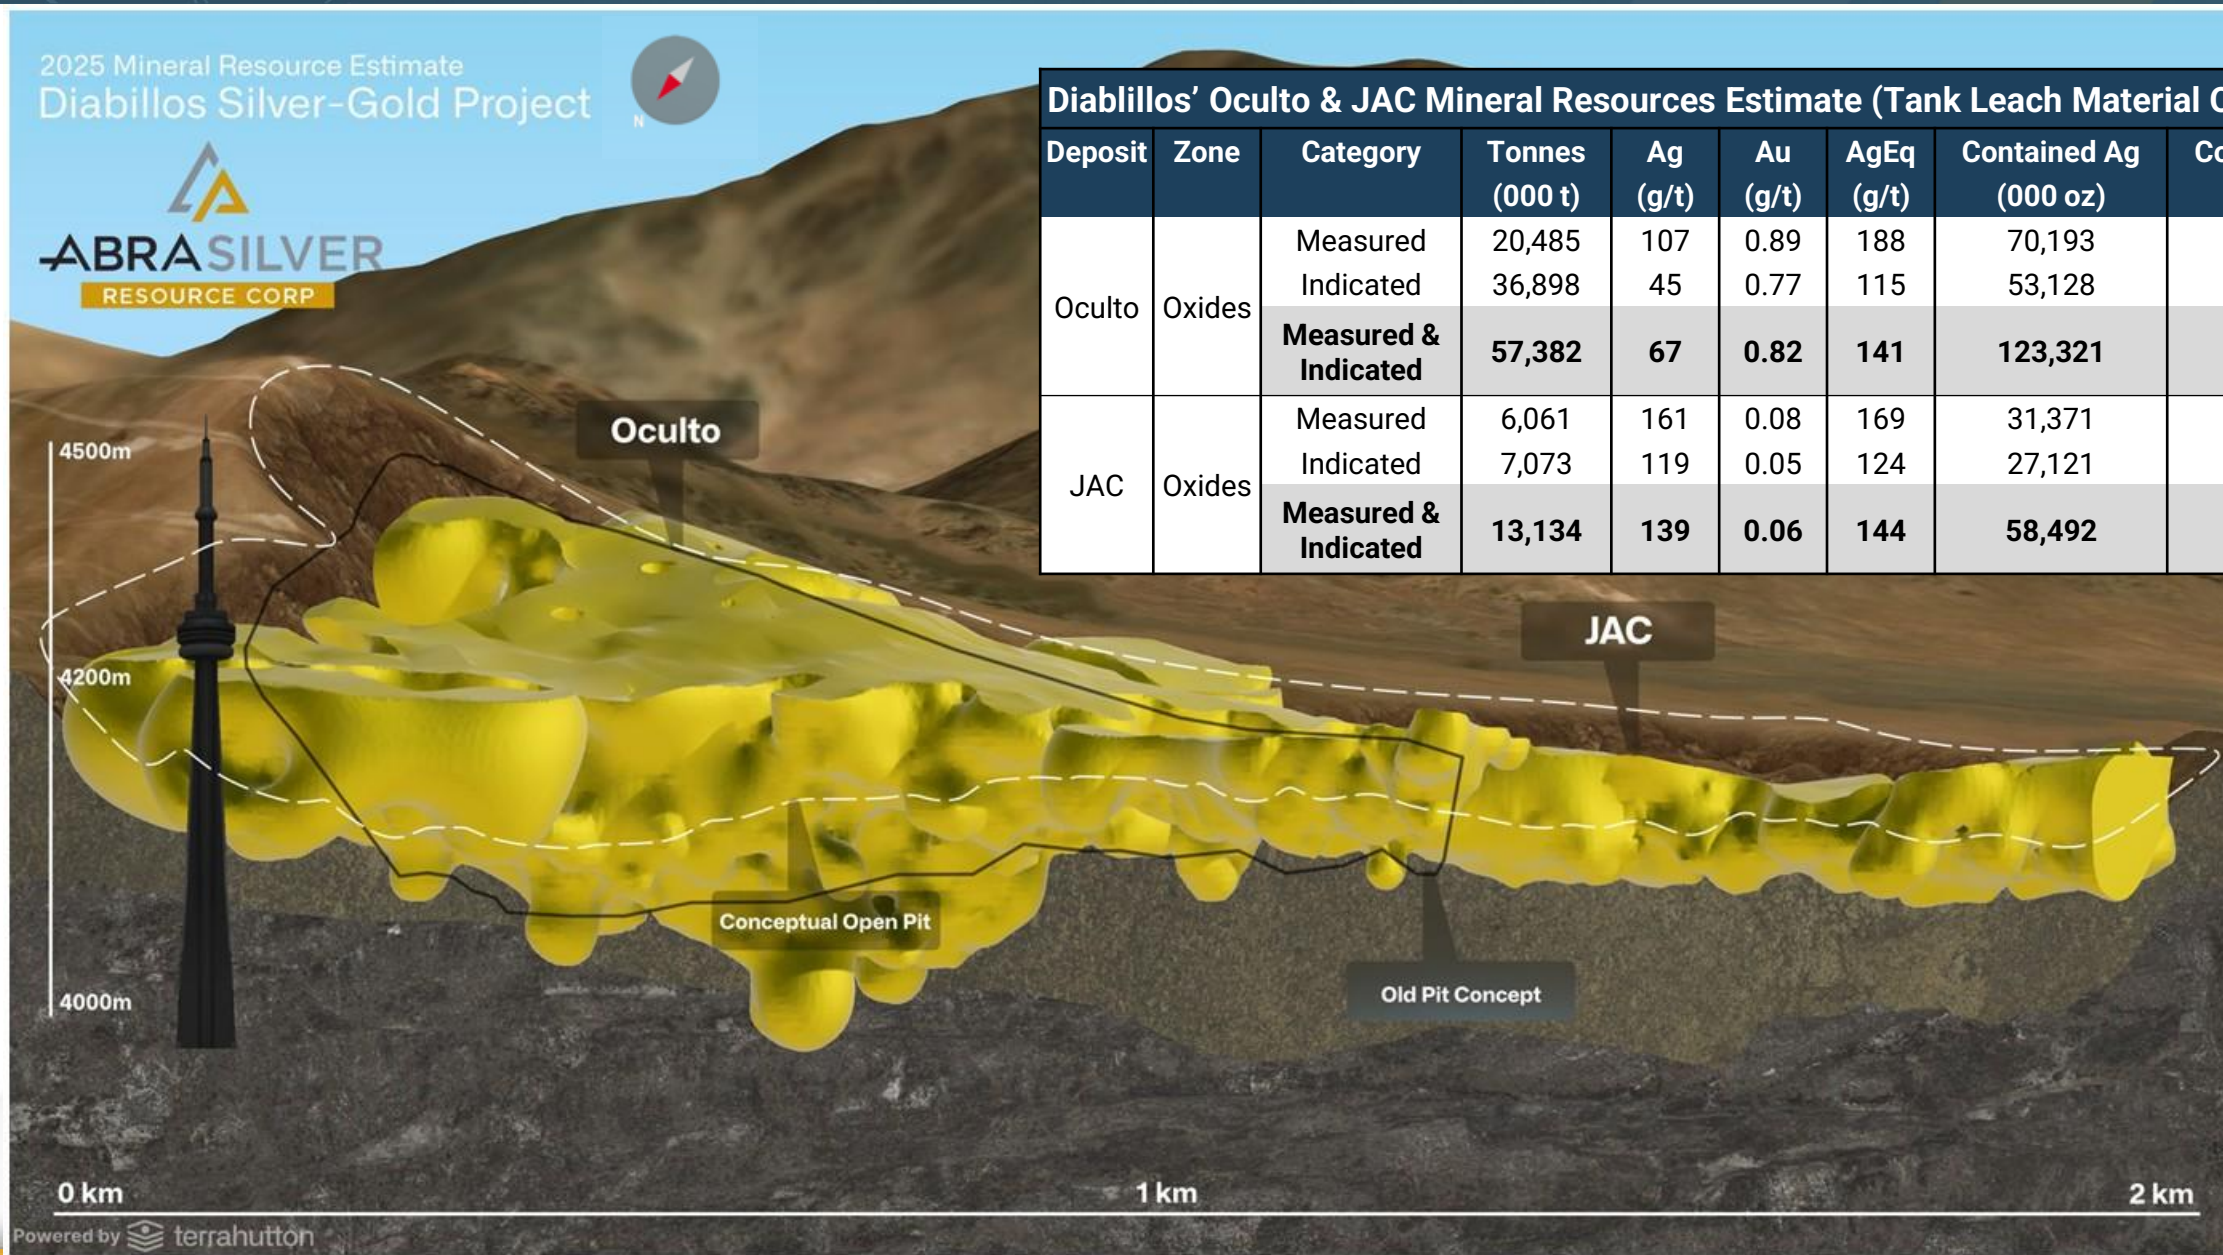 2025 Mineral Resource Estimate
Diabillos Silver-Gold Project
N
ABRASILVER
RESOURCE CORP
Diablillos’ Oculto & JAC Mineral Resources Estimate (Tank Leach Material
Deposit Zone Category Tonnes (000 t) Ag (g/t) Au (g/t) AgEq (g/t) Contained Ag (000 oz)
Oculto Oxides Measured 20,485 107 0.89 188 70,193
Indicated 36,898 45 0.77 115 53,128
Measured & Indicated 57,382 67 0.82 141 123,321
JAC Oxides Measured 6,061 161 0.08 169 31,371
Indicated 7,073 119 0.05 124 27,121
Measured & Indicated 13,134 139 0.06 144 58,492
Oculto
4500m
JAC
4200m
Conceptual Open Pit
Old Pit Concept
4000m
0 km 1 km 2 km
Powered by terrahutton